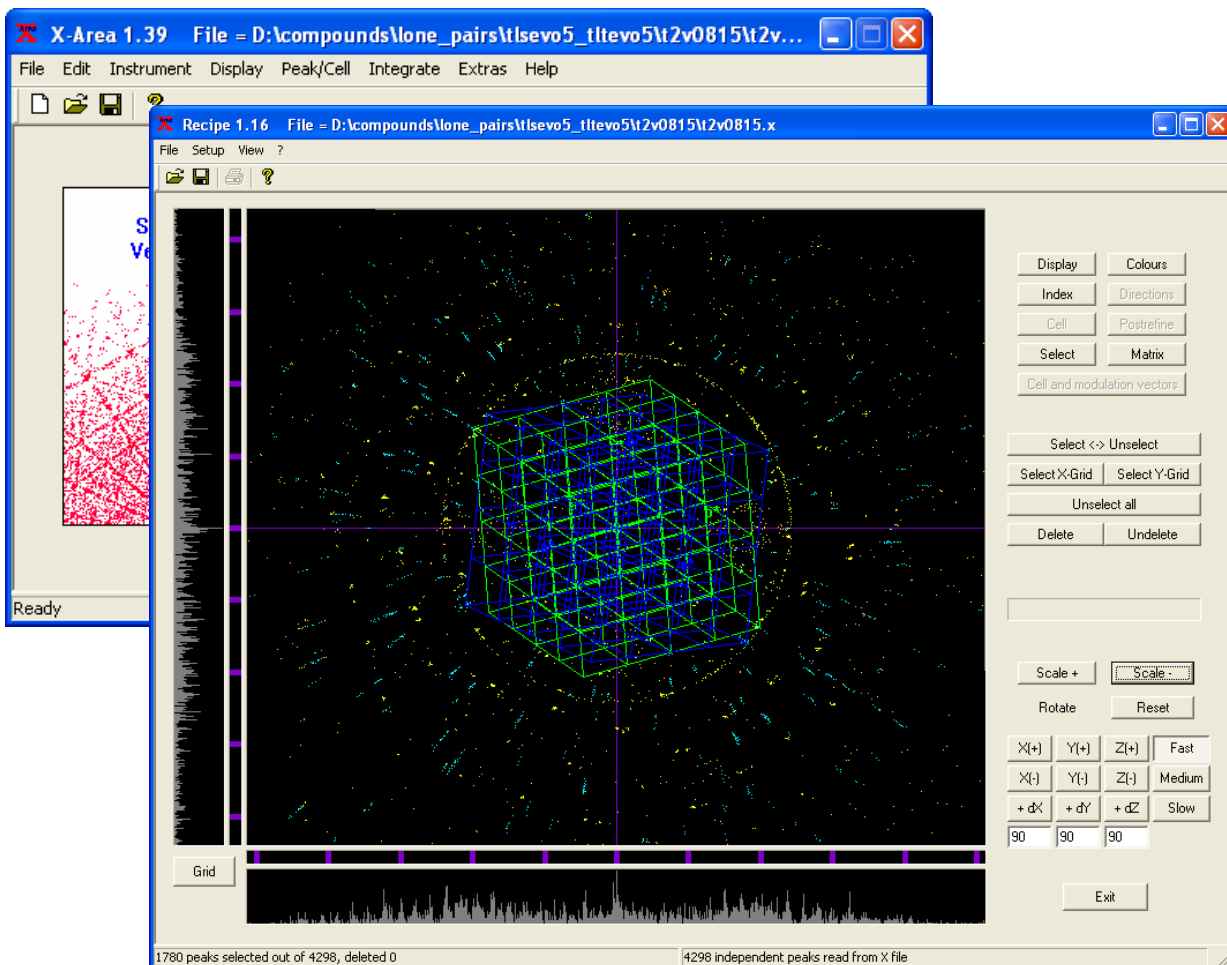 X-Area 1.39 File = D:\compounds\lone_pairs\tlsevo5_tltevo5\t2v0815\t2v...
File Edit Instrument Display Peak/Cell Integrate Extras Help
Recipe 1.16 File = D:\compounds\lone_pairs\tlsevo5_tltevo5\t2v0815\t2v0815.x
File Setup View ?
S
Ve
Display Colours
Index Directions
Cell Postrefine
Select Matrix
Cell and modulation vectors
Select <-> Unselect
Select X-Grid Select Y-Grid
Unselect all
Delete Undelete
Ready
Scale + Scale -
Rotate Reset
X(+) Y(+) Z(+) Fast
X(-) Y(-) Z(-) Medium
+ dX + dY + dZ Slow
90 90 90
Grid
Exit
1780 peaks selected out of 4298, deleted 0 4298 independent peaks read from X file